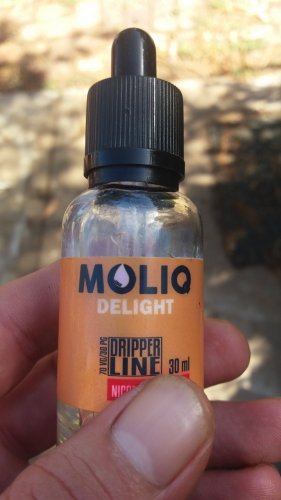 MOLIQ
DELIGHT
70 VG/30 PG
DRIPPER
LINE 30 ml